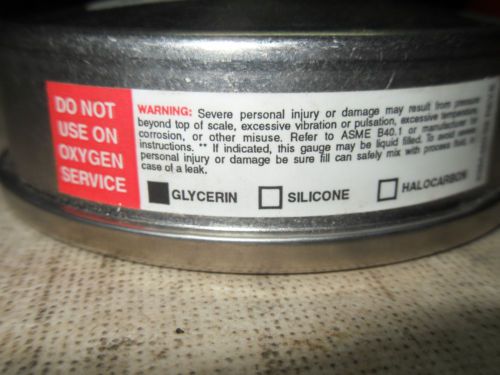 DO NOT
USE ON
OXYGEN
SERVICE
WARNING: Severe personal injury or damage may result from pressure
beyond top of scale, excessive vibration or pulsation, excessive temperature,
corrosion, or other misuse. Refer to ASME B40.1 or manufacturer for
instructions. ** If indicated, this gauge may be liquid filled. To avoid severe
personal injury or damage be sure fill can safely mix with process fluid, in
case of a leak.
GLYCERIN SILICONE HALOCARBON